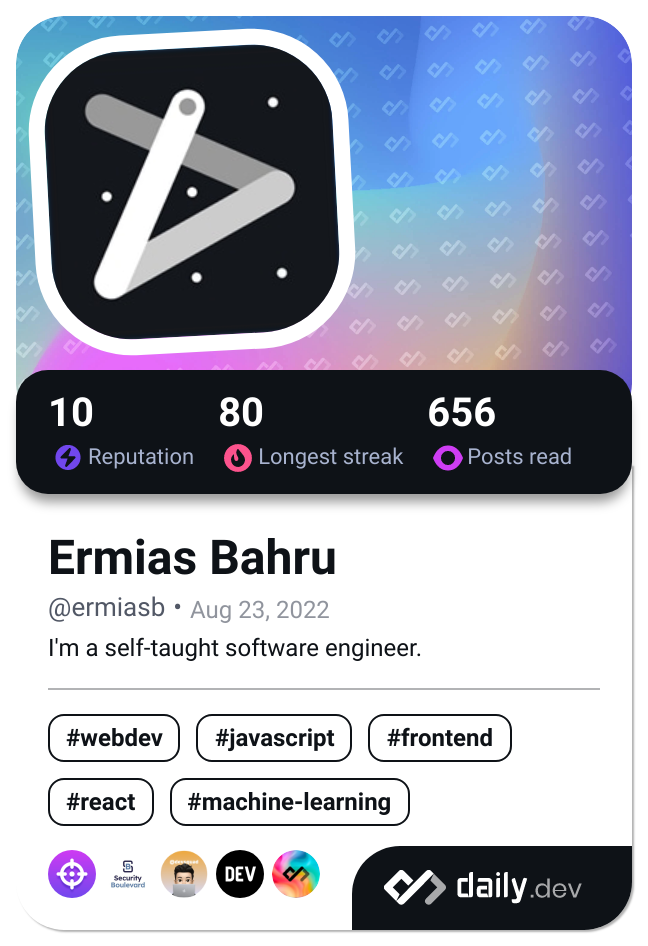 10 80 656
Reputation Longest streak Posts read
Ermias Bahru
@ermiasb • Aug 23, 2022
I'm a self-taught software engineer.
#webdev #javascript #frontend
#react #machine-learning
Security
Boulevard
DEV
daily.dev